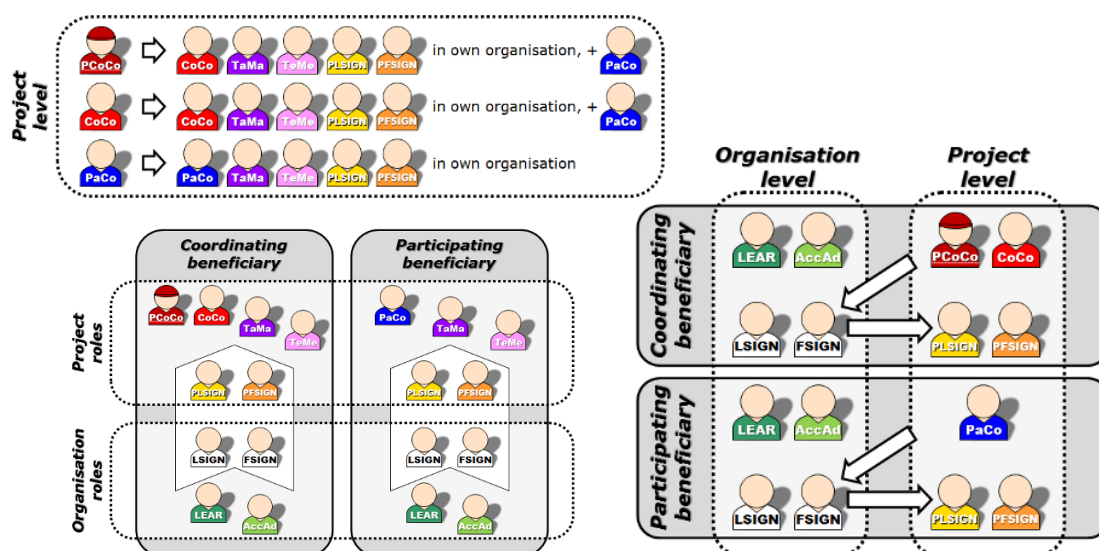 Project
level
PCoCo CoCo TaMa TeMe PLSIGN PFSIGN in own organisation, + PaCo
CoCo CoCo TaMa TeMe PLSIGN PFSIGN in own organisation, + PaCo
PaCo PaCo TaMa TeMe PLSIGN PFSIGN in own organisation
Coordinating
beneficiary
Participating
beneficiary
Project
roles
PCoCo CoCo TaMa TeMe
PaCo TaMa TeMe
PLSIGN PFSIGN
PLSIGN PFSIGN
Organisation
roles
LSIGN FSIGN
LSIGN FSIGN
LEAR AccAd
LEAR AccAd
Organisation
level
Project
level
Coordinating
beneficiary
LEAR AccAd PCoCo CoCo
LSIGN FSIGN PLSIGN PFSIGN
Participating
beneficiary
LEAR AccAd PaCo
LSIGN FSIGN PLSIGN PFSIGN